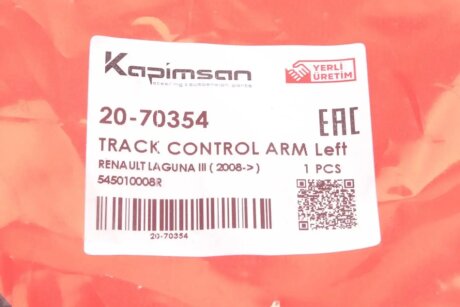 Kapimsan
steering & suspension parts
YERLİ
ÜRETİM
20-70354
EAC
TRACK CONTROL ARM Left
RENAULT LAGUNA III ( 2008-> )
1 PCS
545010008R
20-70354